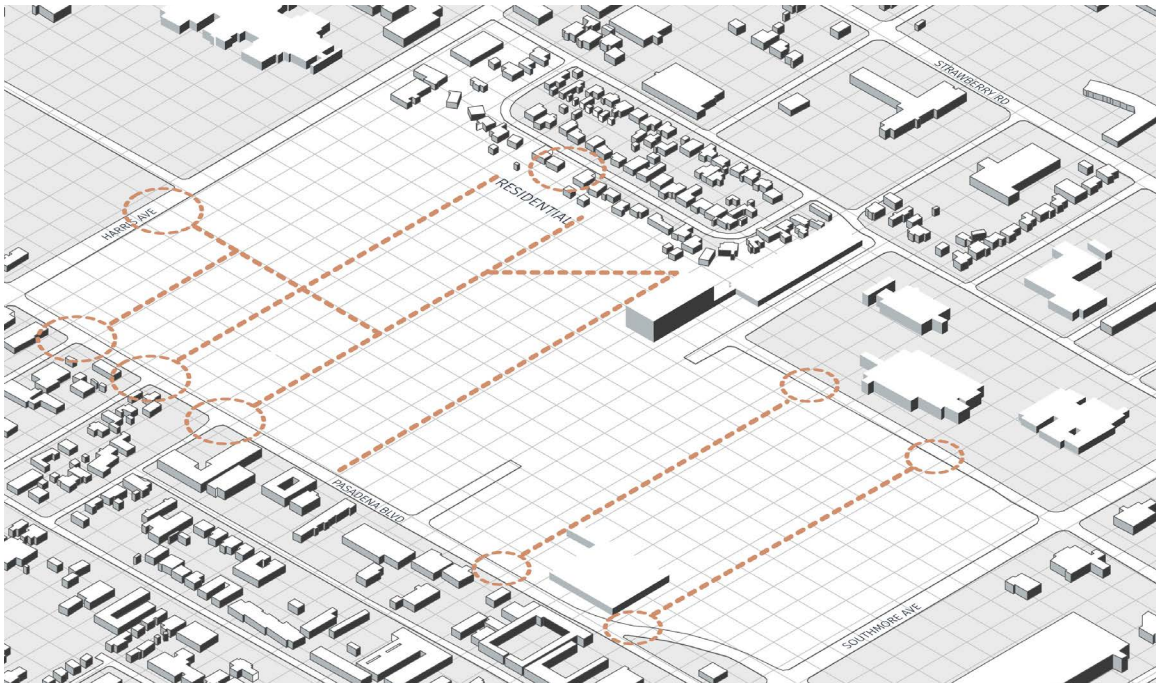 STRAWBERRY RD
HARRIS AVE
RESIDENTIAL
PASADENA BLVD
SOUTHMORE AVE